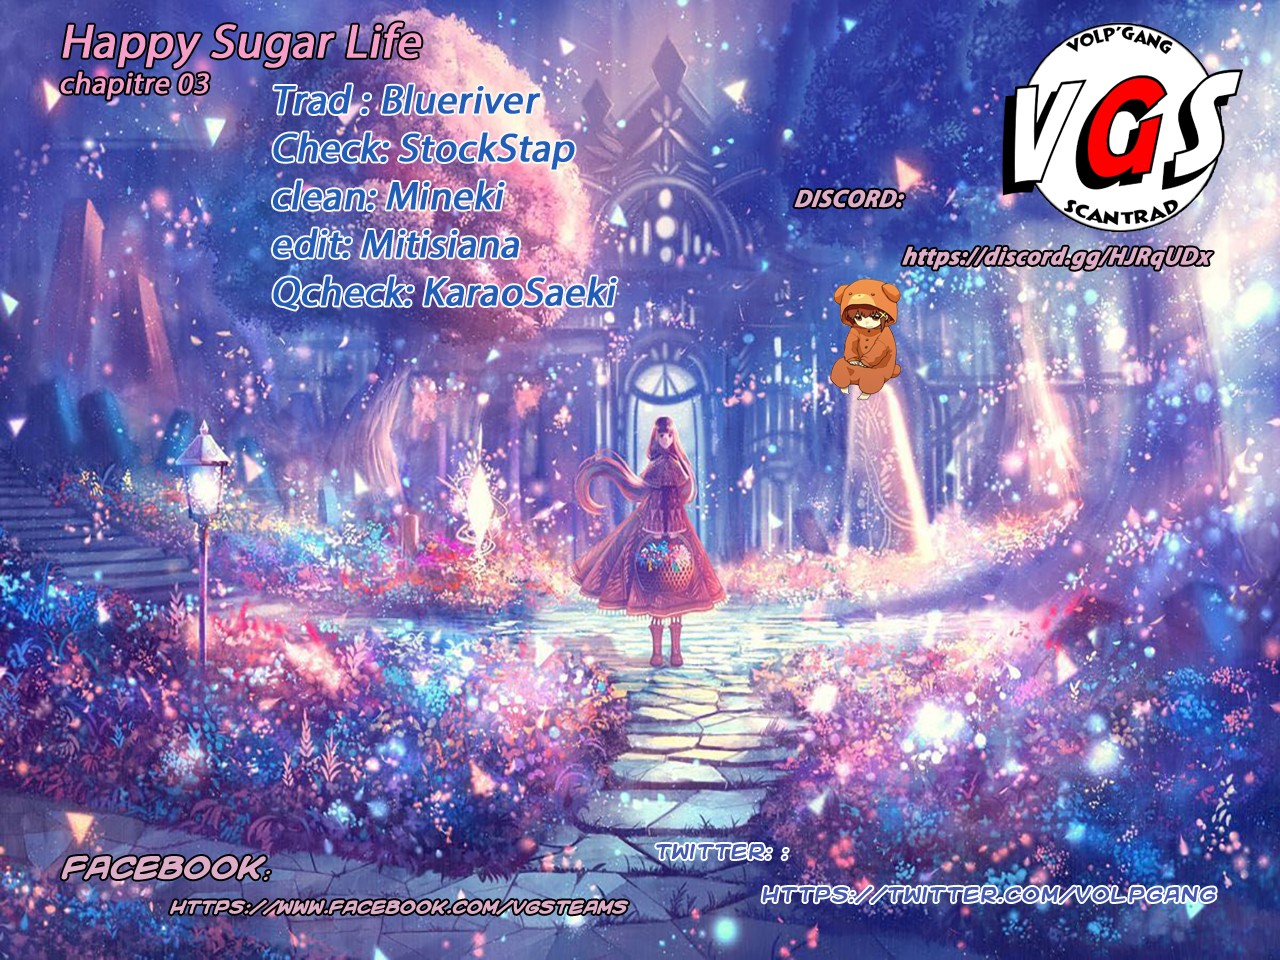 Happy Sugar Life
chapitre 03
Trad : Blueriver
Check: StockStap
clean: Mineki
edit: Mitisiana
Qcheck: KaraoSaeki
VOLP'GANG
VGS
SCANTRAD
DISCORD:
https://discord.gg/HJRqUDx
FACEBOOK:
HTTPS://WWW.FACEBOOK.COM/VGSTEAMS
TWITTER: :
HTTPS://TWITTER.COM/VOLPGANG